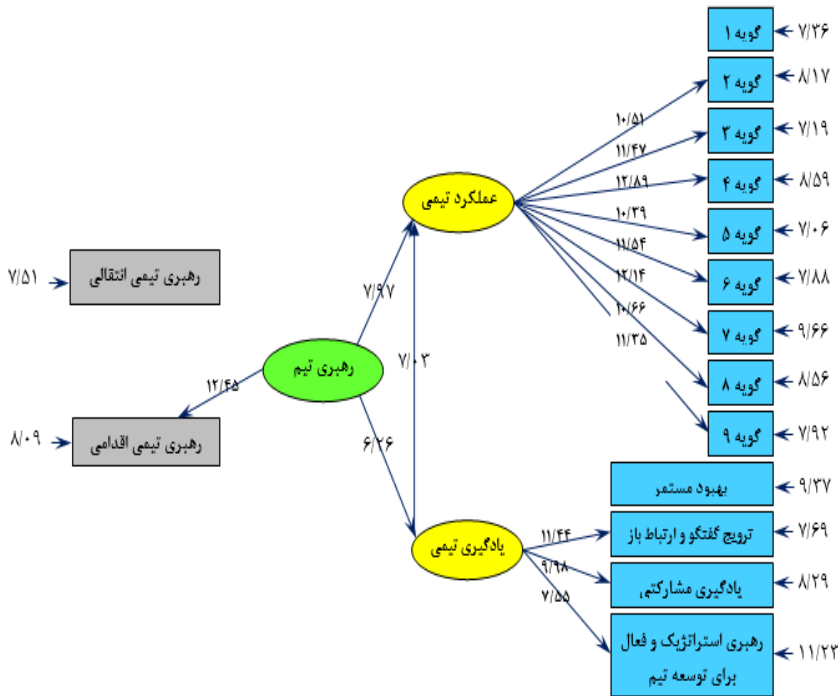 گویه ۱
۷/۳۶
گویه ۲
۸/۱۷
گویه ۳
۷/۱۹
گویه ۴
۸/۵۹
گویه ۵
۷/۰۶
گویه ۶
۷/۸۸
گویه ۷
۹/۶۶
گویه ۸
۸/۵۶
گویه ۹
۷/۹۲
۱۰/۵۱
۱۱/۴۷
۱۲/۸۹
۱۰/۳۹
۱۱/۵۴
۱۲/۱۴
۱۰/۶۶
۱۱/۳۵
عملکرد تیمی
رهبری تیمی انتقالی
۷/۵۱
۷/۹۷
۷/۰۳
رهبری تیم
۱۲/۴۵
رهبری تیمی اقدامی
۸/۰۹
۶/۲۶
بهبود مستمر
۹/۳۷
یادگیری تیمی
۱۱/۴۴
۹/۹۸
۷/۵۵
ترویج گفتگو و ارتباط باز
۷/۶۹
یادگیری مشارکتی
۸/۲۹
رهبری استراتژیک و فعال
برای توسعه تیم
۱۱/۲۳